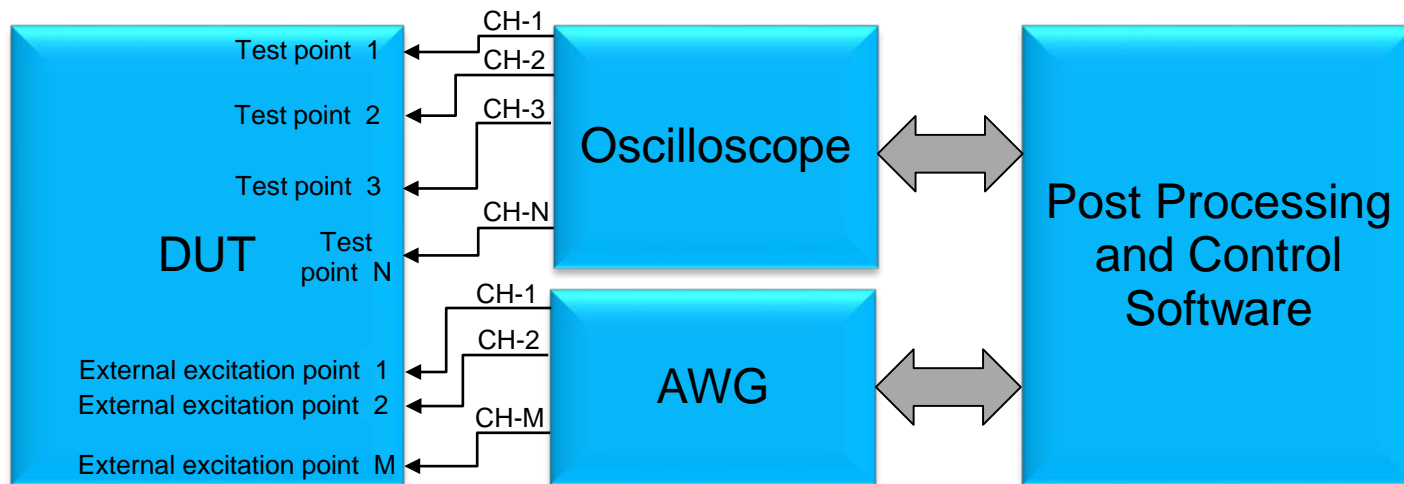 Test point 1
Test point 2
Test point 3
DUT
Test
point N
External excitation point 1
External excitation point 2
External excitation point M
CH-1
CH-2
CH-3
CH-N
CH-1
CH-2
CH-M
Oscilloscope
AWG
Post Processing
and Control
Software